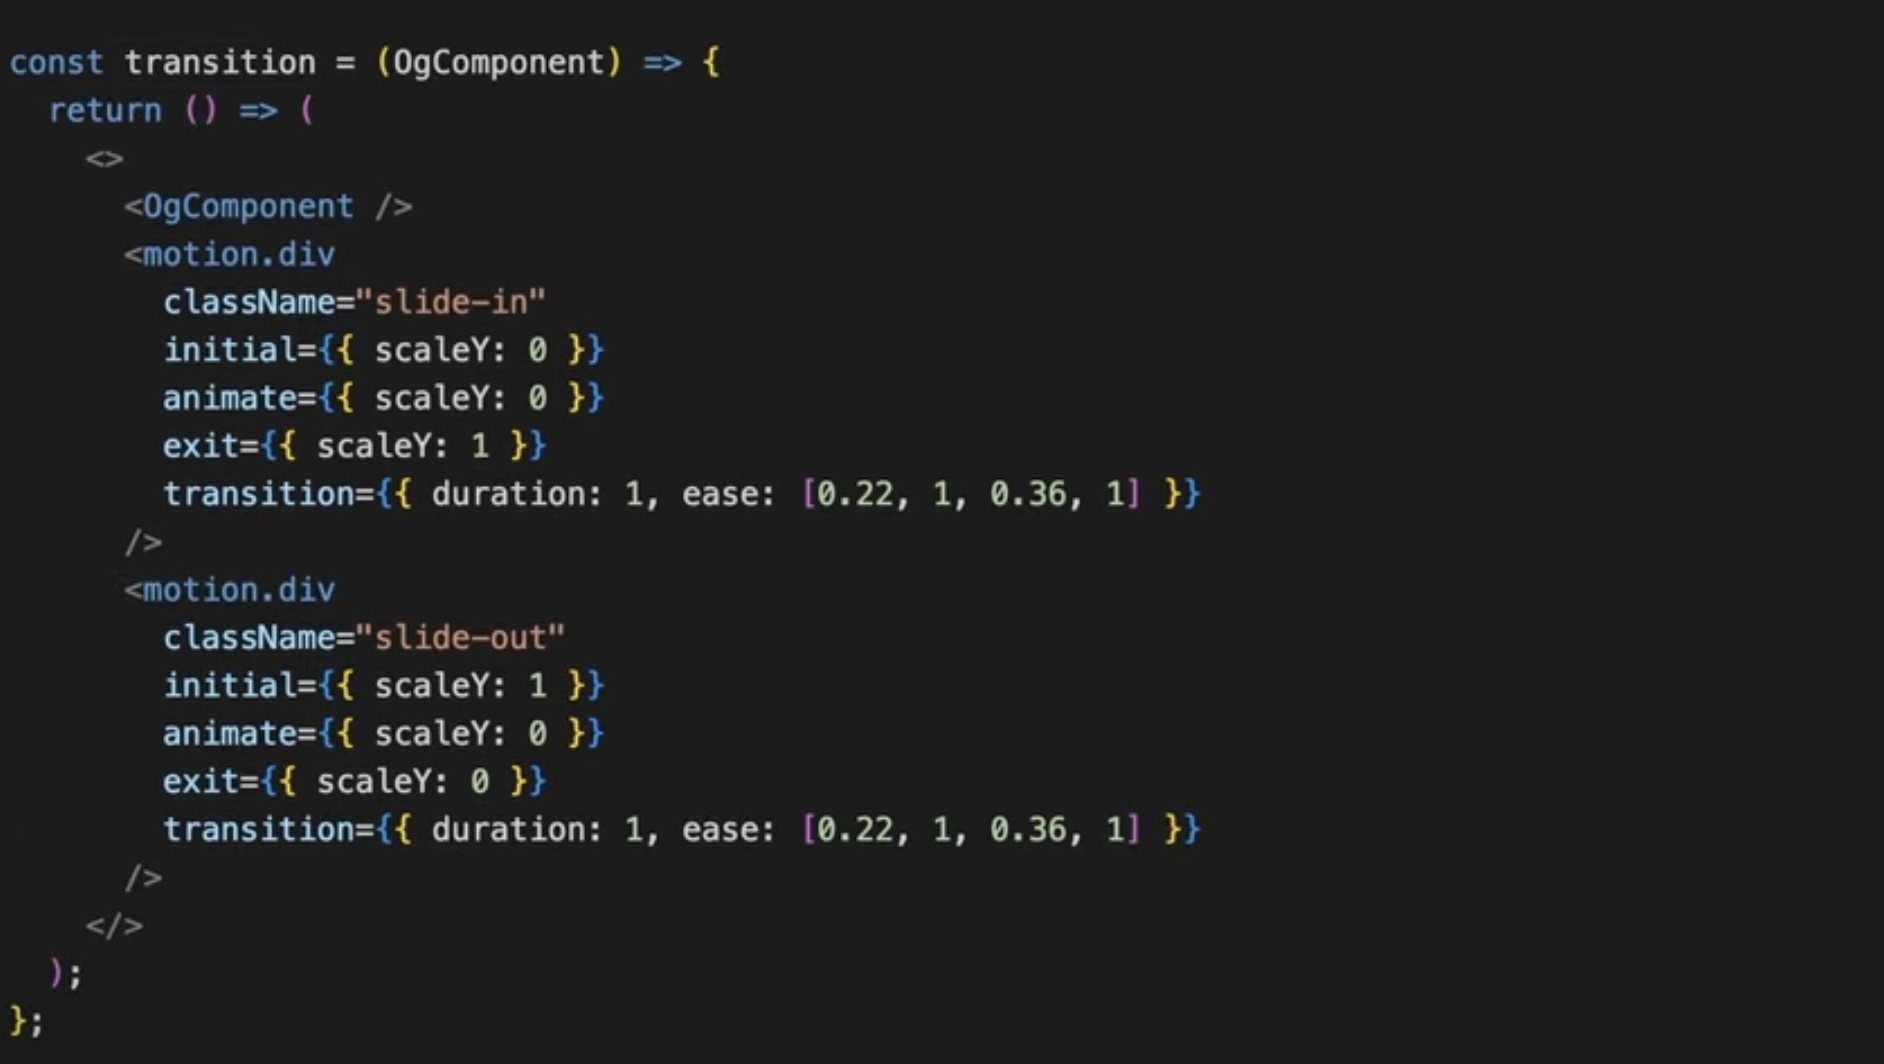 const transition = (OgComponent) => {
  return () => (
    <>
      <OgComponent />
      <motion.div
        className="slide-in"
        initial={{ scaleY: 0 }}
        animate={{ scaleY: 0 }}
        exit={{ scaleY: 1 }}
        transition={{ duration: 1, ease: [0.22, 1, 0.36, 1] }}
      />
      <motion.div
        className="slide-out"
        initial={{ scaleY: 1 }}
        animate={{ scaleY: 0 }}
        exit={{ scaleY: 0 }}
        transition={{ duration: 1, ease: [0.22, 1, 0.36, 1] }}
      />
    </>
  );
};